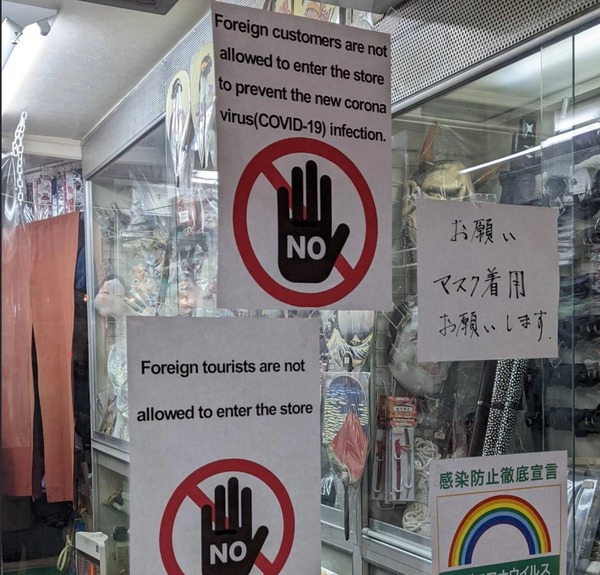 Foreign customers are not
allowed to enter the store
to prevent the new corona
virus(COVID-19) infection.
NO
お願い
マスク着用
お願いします.
Foreign tourists are not
allowed to enter the store
NO
感染防止徹底宣言